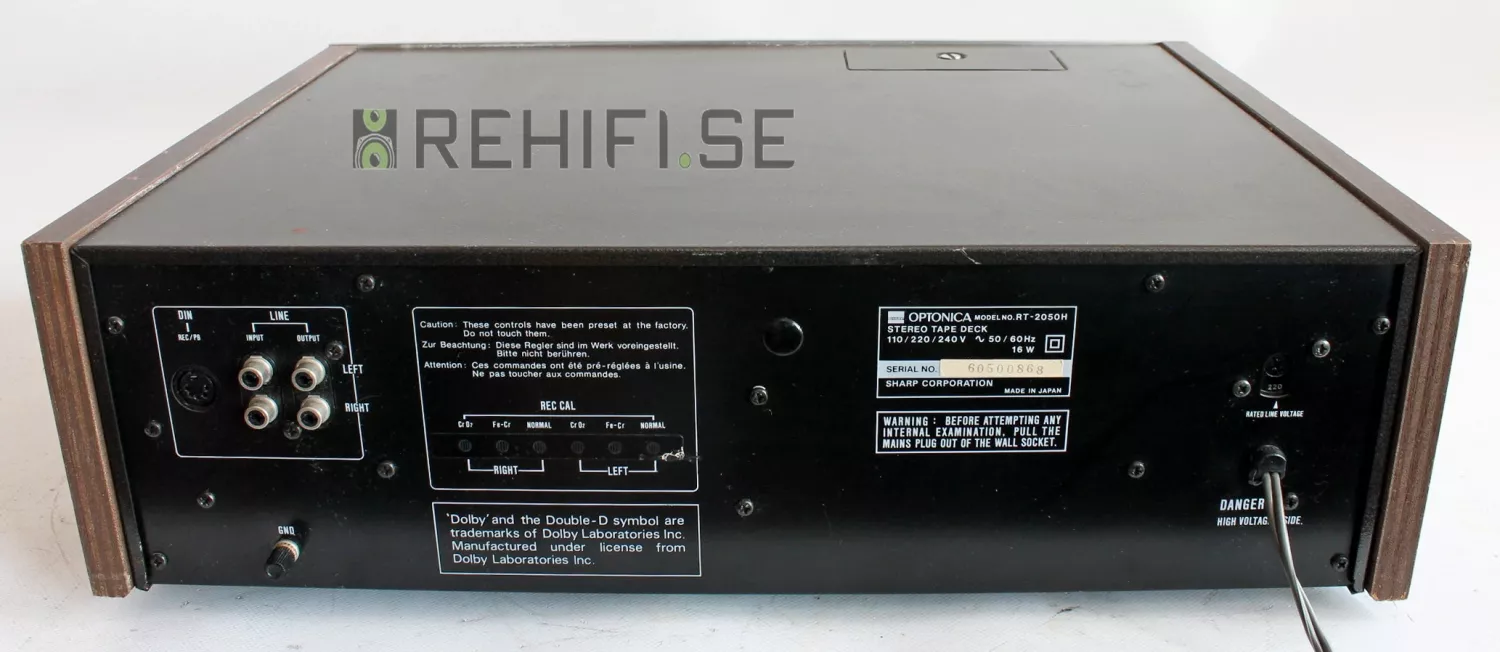 REHIFI.SE
DIN
REC/PB
LINE
INPUT OUTPUT
LEFT
RIGHT
GND
Caution: These controls have been preset at the factory.
Do not touch them.
Zur Beachtung: Diese Regler sind im Werk voreingestellt.
Bitte nicht berühren.
Attention: Ces commandes ont été pré-réglées à l'usine.
Ne pas toucher aux commandes.
REC CAL
CrO₂ Fe-Cr NORMAL CrO₂ Fe-Cr NORMAL
RIGHT LEFT
'Dolby' and the Double-D symbol are
trademarks of Dolby Laboratories Inc.
Manufactured under license from
Dolby Laboratories Inc.
OPTONICA MODEL NO. RT-2050H
STEREO TAPE DECK
110/220/240V ∿ 50/60Hz
16W
SERIAL NO. 60500868
SHARP CORPORATION
MADE IN JAPAN
WARNING: BEFORE ATTEMPTING ANY
INTERNAL EXAMINATION, PULL THE
MAINS PLUG OUT OF THE WALL SOCKET.
220
RATED LINE VOLTAGE
DANGER
HIGH